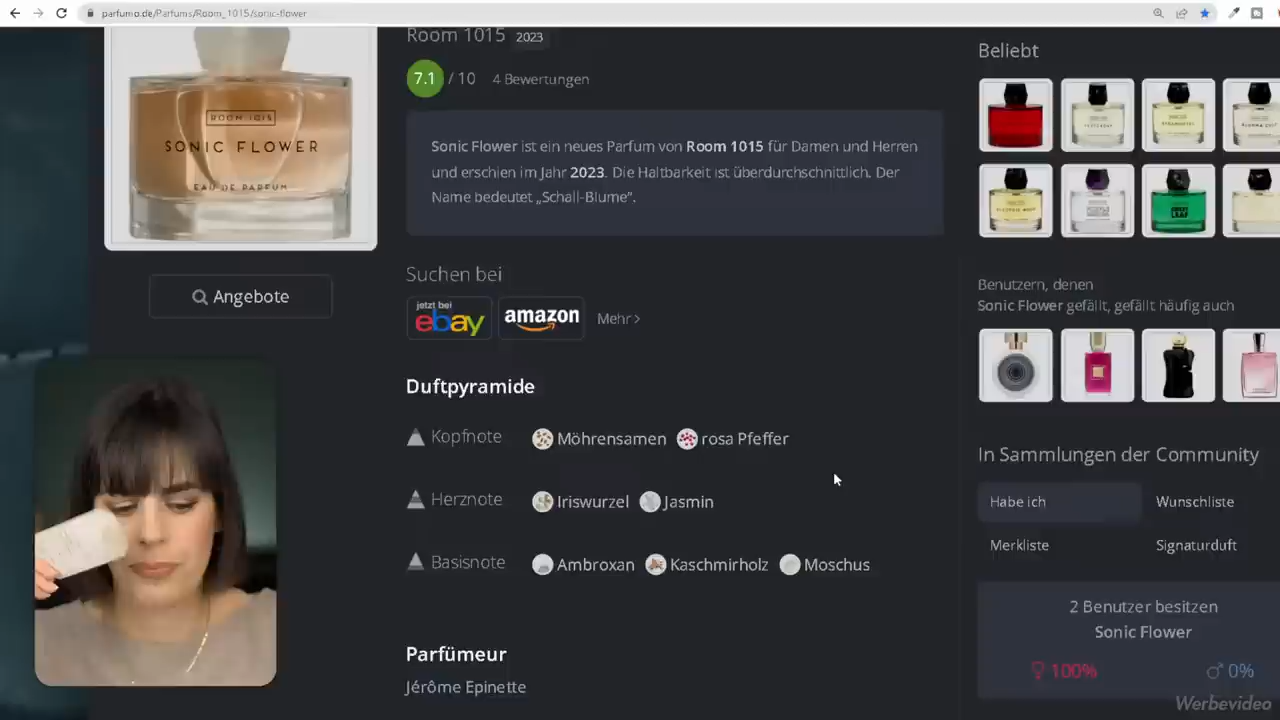 parfumo.de/Parfums/Room_1015/sonic-flower
Room 1015 2023
7.1 / 10 4 Bewertungen
ROOM 1015
SONIC FLOWER
EAU DE PARFUM
Sonic Flower ist ein neues Parfum von Room 1015 für Damen und Herren
und erschien im Jahr 2023. Die Haltbarkeit ist überdurchschnittlich. Der
Name bedeutet „Schall-Blume”.
Angebote
Suchen bei
jetzt bei
ebay
amazon
Mehr >
Duftpyramide
Kopfnote Möhrensamen rosa Pfeffer
Herznote Iriswurzel Jasmin
Basisnote Ambroxan Kaschmirholz Moschus
Parfümeur
Jérôme Epinette
Beliebt
Benutzern, denen
Sonic Flower gefällt, gefällt häufig auch
In Sammlungen der Community
Habe ich Wunschliste
Merkliste Signaturduft
2 Benutzer besitzen
Sonic Flower
100% 0%
Werbevideo